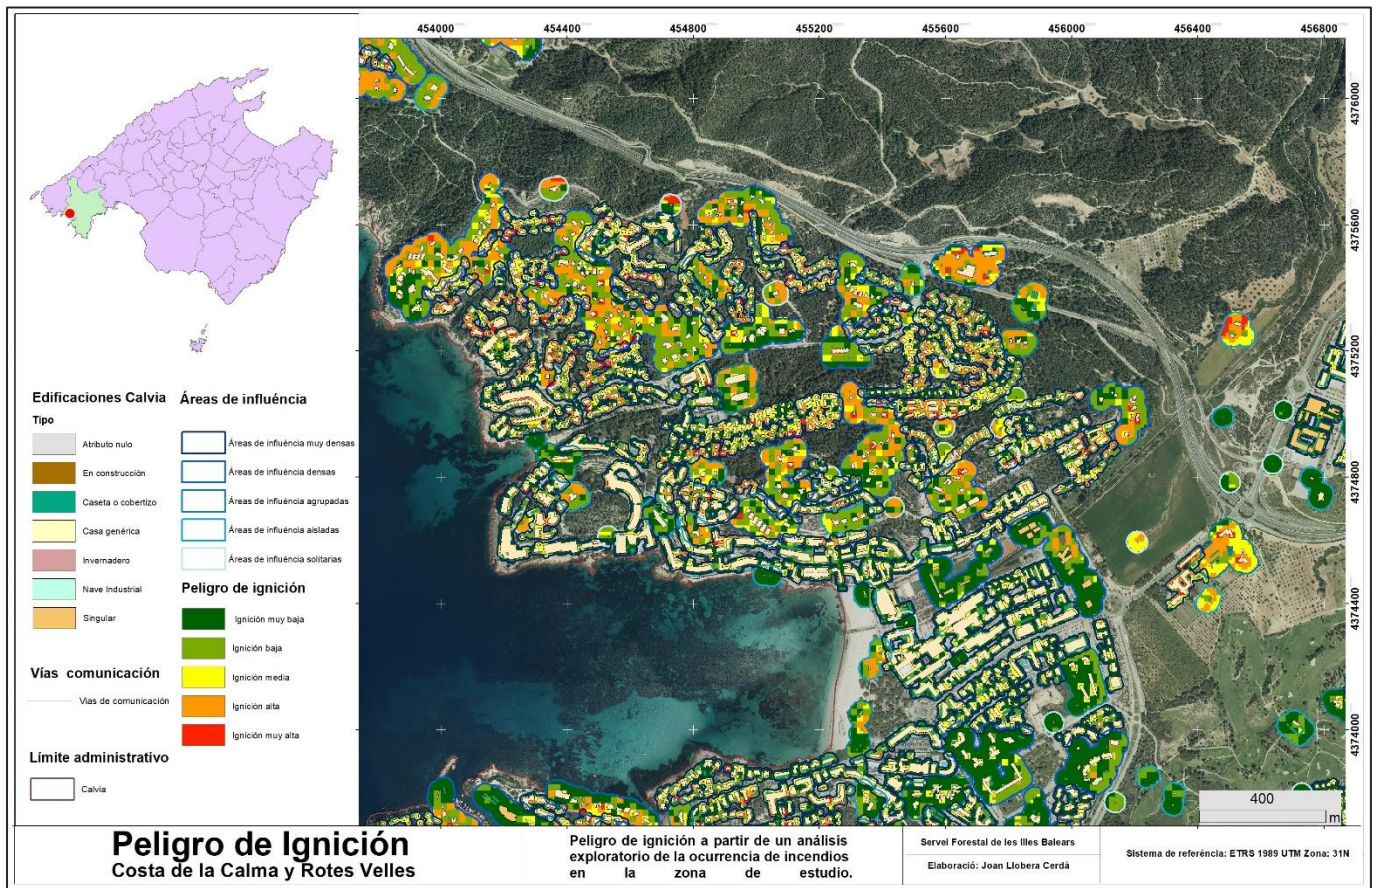 454000 454400 454800 455200 455600 456000 456400 456800
4376000
4375600
4375200
4374800
4374400
4374000
Edificaciones Calvia
Tipo
Atributo nulo
En construcción
Caseta o cobertizo
Casa genérica
Invernadero
Nave Industrial
Singular
Vías comunicación
Vias de comunicación
Límite administrativo
Calvia
Áreas de influéncia
Áreas de influéncia muy densas
Áreas de influéncia densas
Áreas de influéncia agrupadas
Áreas de influéncia aisladas
Áreas de influéncia solitarias
Peligro de ignición
Ignición muy baja
Ignición baja
Ignición media
Ignición alta
Ignición muy alta
400
m
Peligro de Ignición
Costa de la Calma y Rotes Velles
Peligro de ignición a partir de un análisis
exploratorio de la ocurrencia de incendios
en la zona de estudio.
Servei Forestal de les Illes Balears
Elaboració: Joan Llobera Cerdà
Sistema de referéncia: ETRS 1989 UTM Zona: 31N